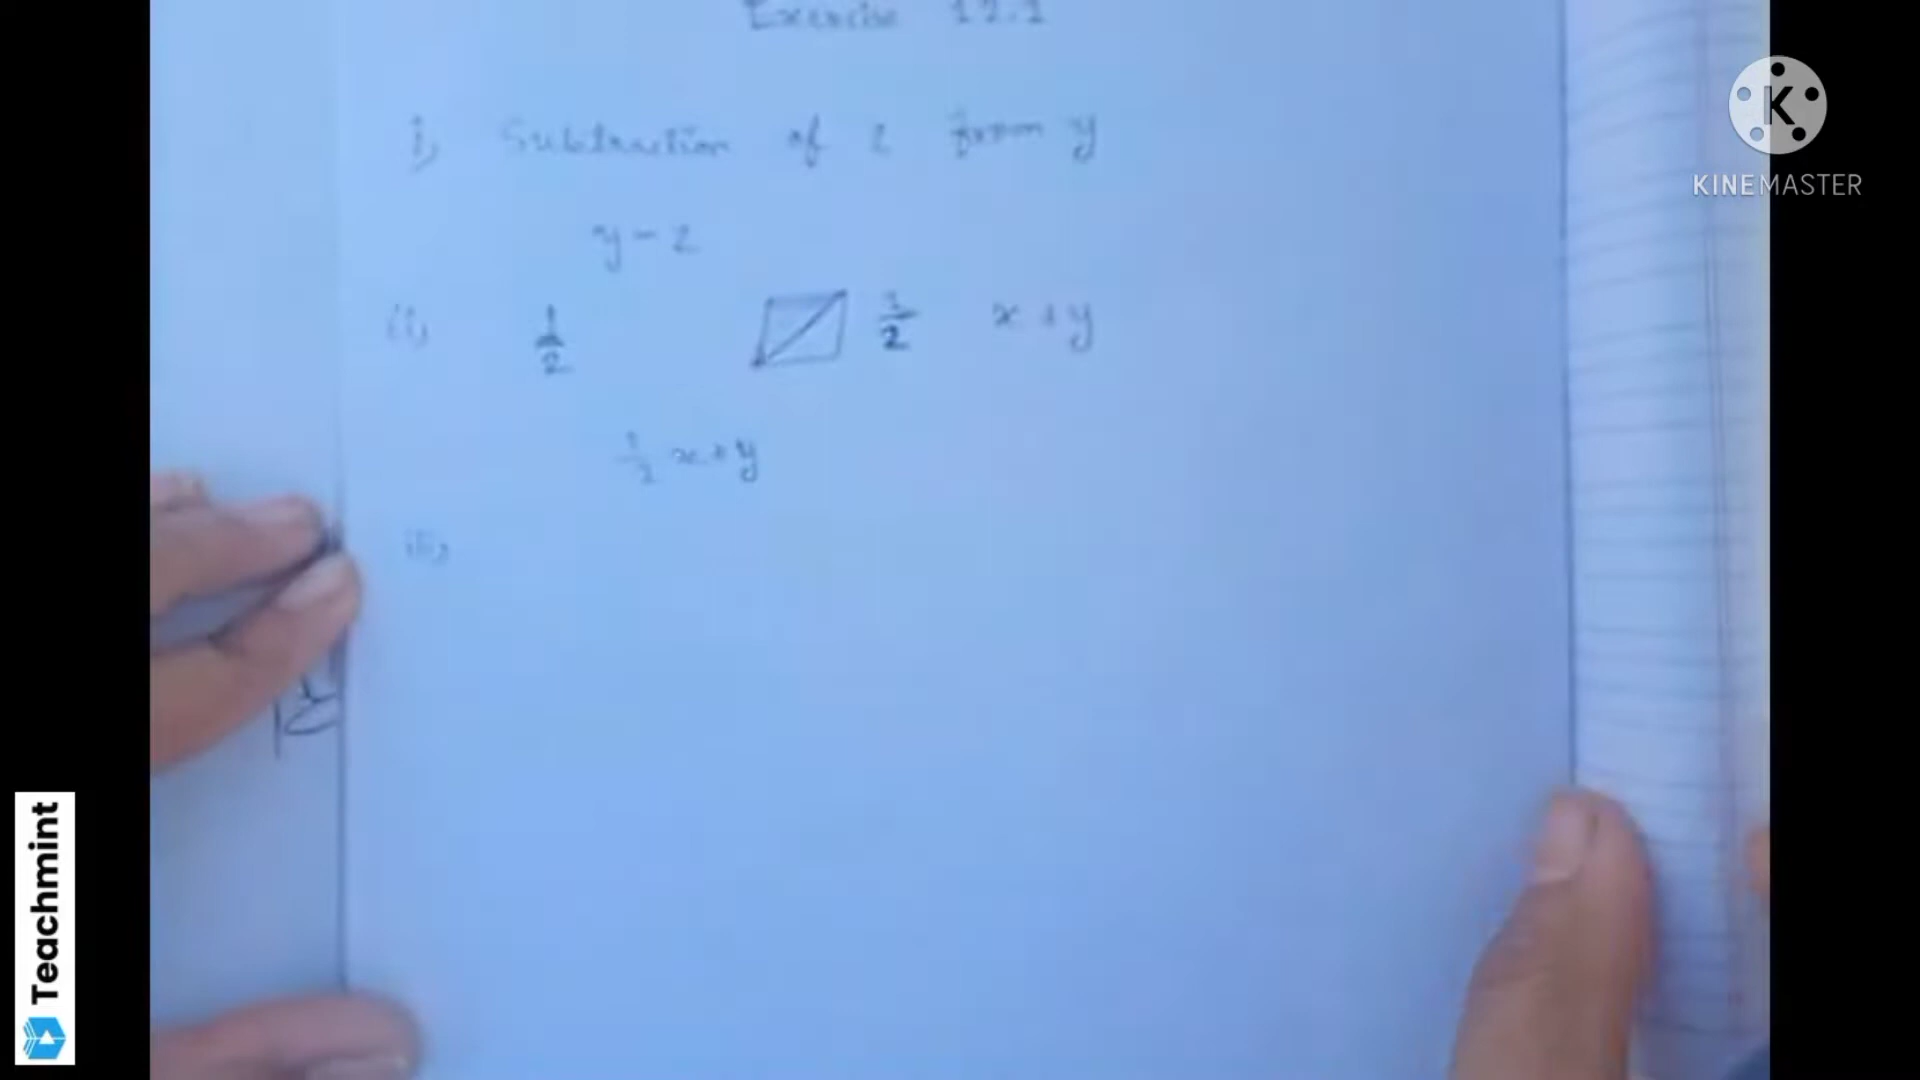 Exercise 12.1
i, Subtraction of z from y
y - z
ii, 1/2 1/2 x + y
1/2 x + y
iii,
KINEMASTER
Teachmint